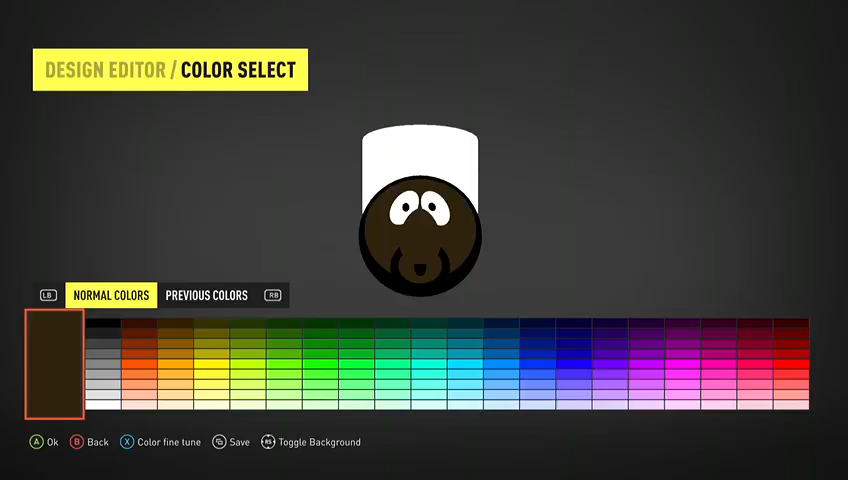 DESIGN EDITOR / COLOR SELECT
LB NORMAL COLORS PREVIOUS COLORS RB
A Ok B Back X Color fine tune Save RS Toggle Background